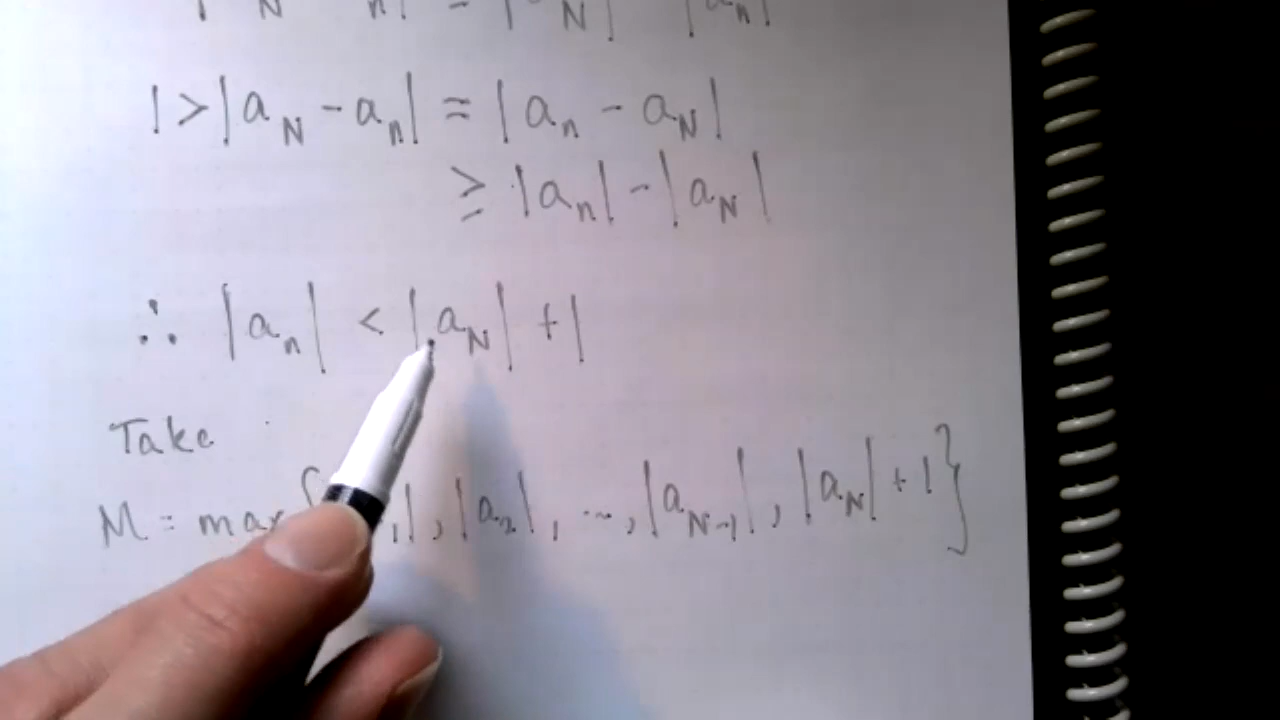 1 > |a_N - a_n| = |a_n - a_N|
≥ |a_n| - |a_N|
∴ |a_n| < |a_N| + 1
Take
M = max { |, |a_2|, ..., |a_{N-1}|, |a_N| + 1 }